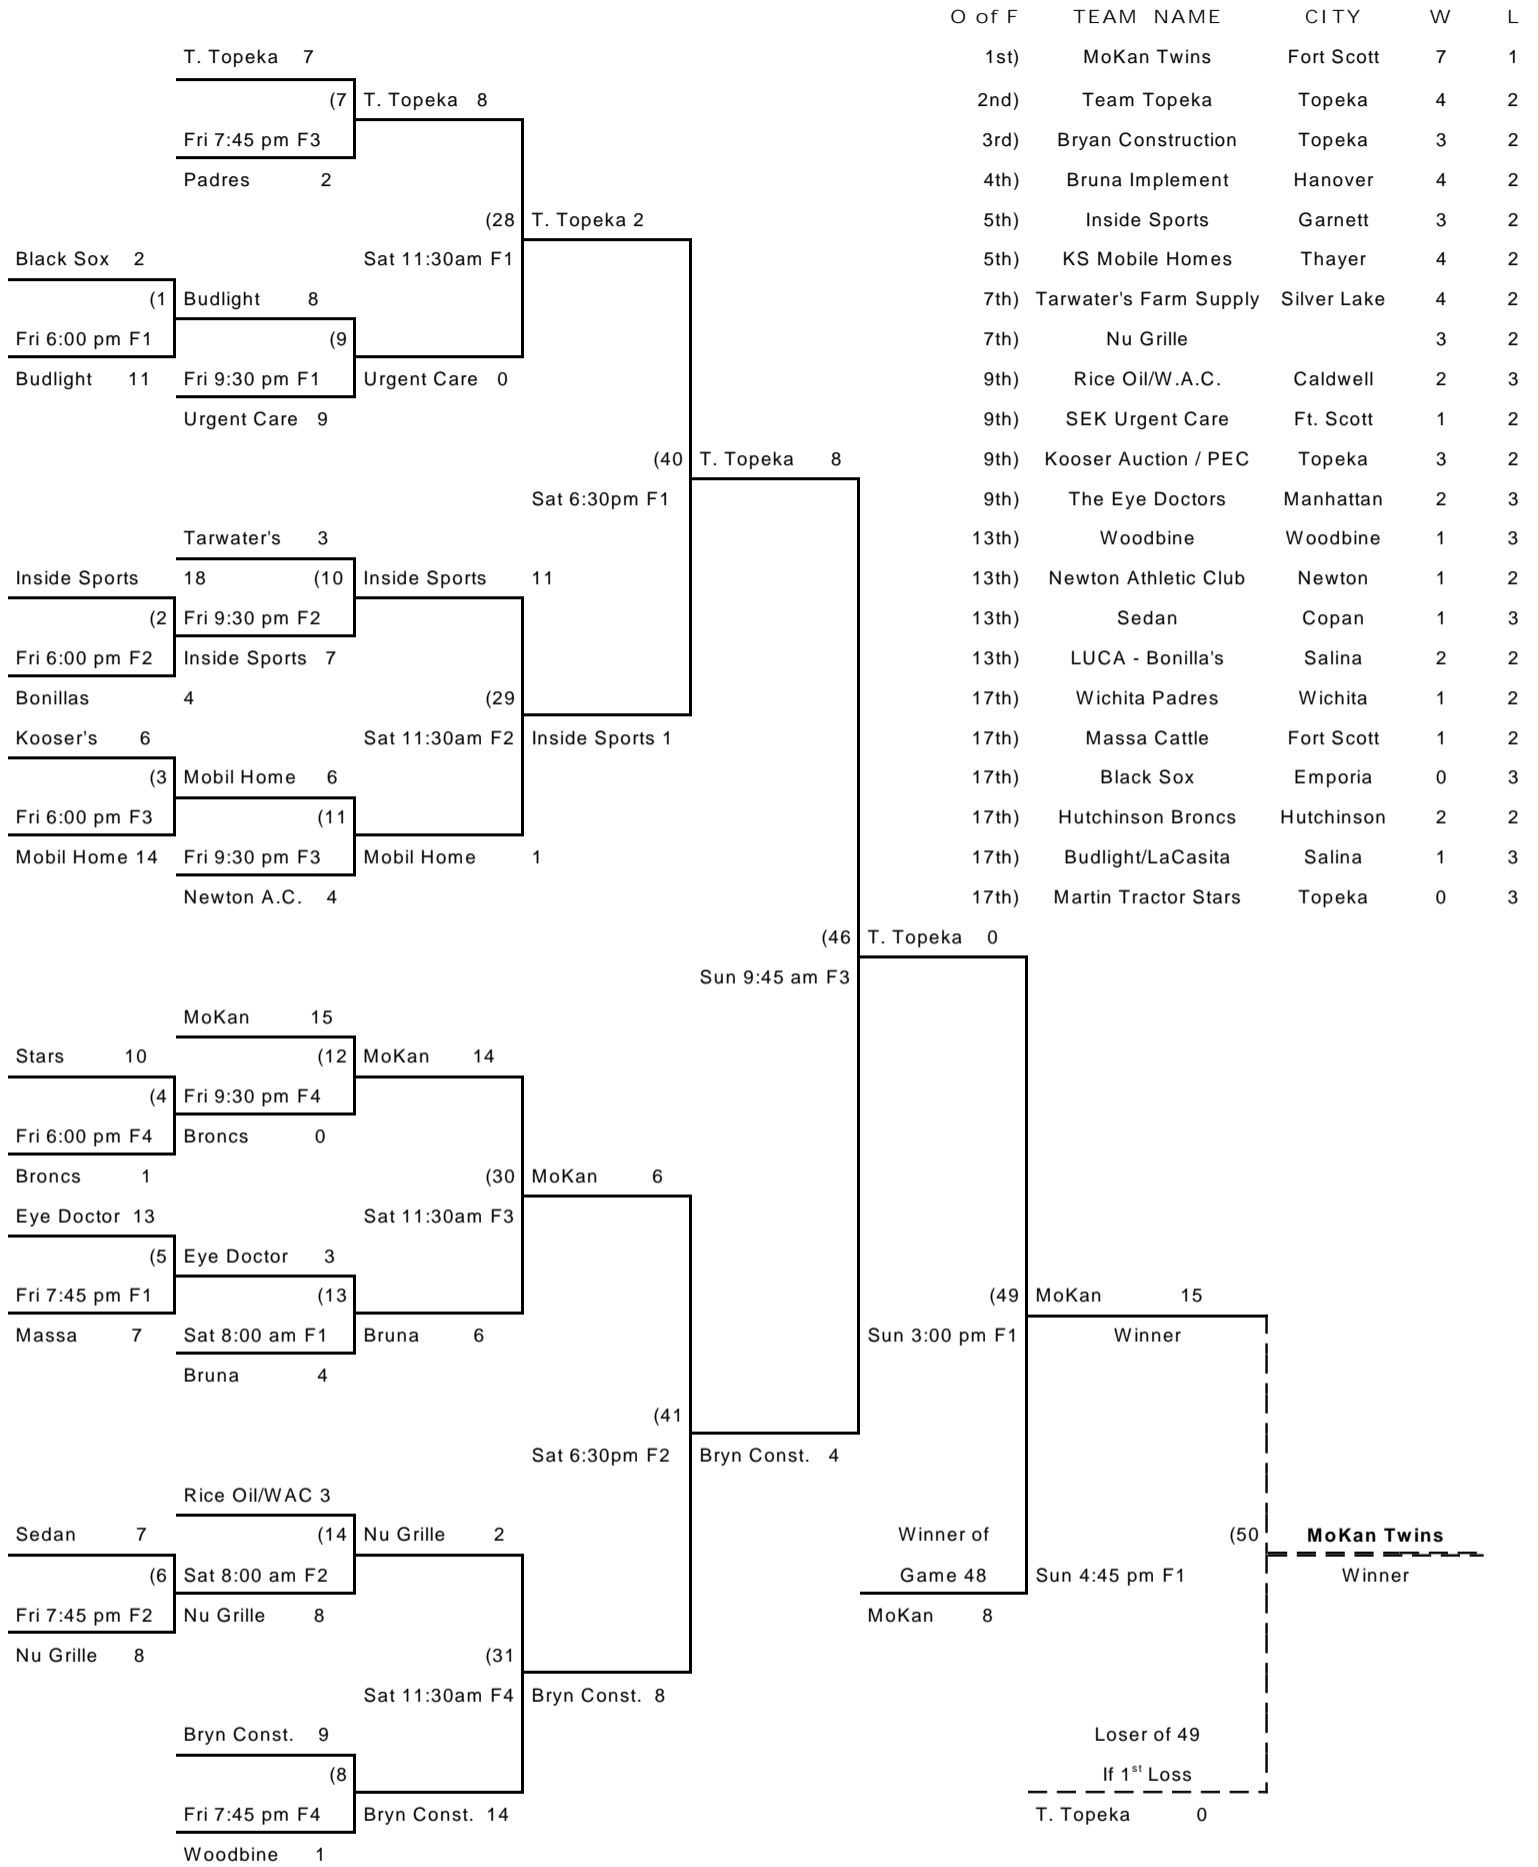 O of F TEAM NAME CITY W L
1st) MoKan Twins Fort Scott 7 1
2nd) Team Topeka Topeka 4 2
3rd) Bryan Construction Topeka 3 2
4th) Bruna Implement Hanover 4 2
5th) Inside Sports Garnett 3 2
5th) KS Mobile Homes Thayer 4 2
7th) Tarwater's Farm Supply Silver Lake 4 2
7th) Nu Grille 3 2
9th) Rice Oil/W.A.C. Caldwell 2 3
9th) SEK Urgent Care Ft. Scott 1 2
9th) Kooser Auction / PEC Topeka 3 2
9th) The Eye Doctors Manhattan 2 3
13th) Woodbine Woodbine 1 3
13th) Newton Athletic Club Newton 1 2
13th) Sedan Copan 1 3
13th) LUCA - Bonilla's Salina 2 2
17th) Wichita Padres Wichita 1 2
17th) Massa Cattle Fort Scott 1 2
17th) Black Sox Emporia 0 3
17th) Hutchinson Broncs Hutchinson 2 2
17th) Budlight/LaCasita Salina 1 3
17th) Martin Tractor Stars Topeka 0 3
T. Topeka 7
(7 T. Topeka 8
Fri 7:45 pm F3
Padres 2
(28 T. Topeka 2
Black Sox 2 Sat 11:30am F1
(1 Budlight 8
Fri 6:00 pm F1 (9
Budlight 11 Fri 9:30 pm F1 Urgent Care 0
Urgent Care 9
(40 T. Topeka 8
Sat 6:30pm F1
Tarwater's 3
Inside Sports 18 (10 Inside Sports 11
(2 Fri 9:30 pm F2
Fri 6:00 pm F2 Inside Sports 7
Bonillas 4 (29
Kooser's 6 Sat 11:30am F2 Inside Sports 1
(3 Mobil Home 6
Fri 6:00 pm F3 (11
Mobil Home 14 Fri 9:30 pm F3 Mobil Home 1
Newton A.C. 4
(46 T. Topeka 0
Sun 9:45 am F3
MoKan 15
Stars 10 (12 MoKan 14
(4 Fri 9:30 pm F4
Fri 6:00 pm F4 Broncs 0
Broncs 1 (30 MoKan 6
Eye Doctor 13 Sat 11:30am F3
(5 Eye Doctor 3
Fri 7:45 pm F1 (13 (49 MoKan 15
Massa 7 Sat 8:00 am F1 Bruna 6 Sun 3:00 pm F1 Winner
Bruna 4
(41
Sat 6:30pm F2 Bryn Const. 4
Rice Oil/WAC 3
Sedan 7 (14 Nu Grille 2 Winner of (50 MoKan Twins
(6 Sat 8:00 am F2 Game 48 Sun 4:45 pm F1 Winner
Fri 7:45 pm F2 Nu Grille 8 MoKan 8
Nu Grille 8 (31
Sat 11:30am F4 Bryn Const. 8
Bryn Const. 9 Loser of 49
(8 If 1st Loss
Fri 7:45 pm F4 Bryn Const. 14 T. Topeka 0
Woodbine 1